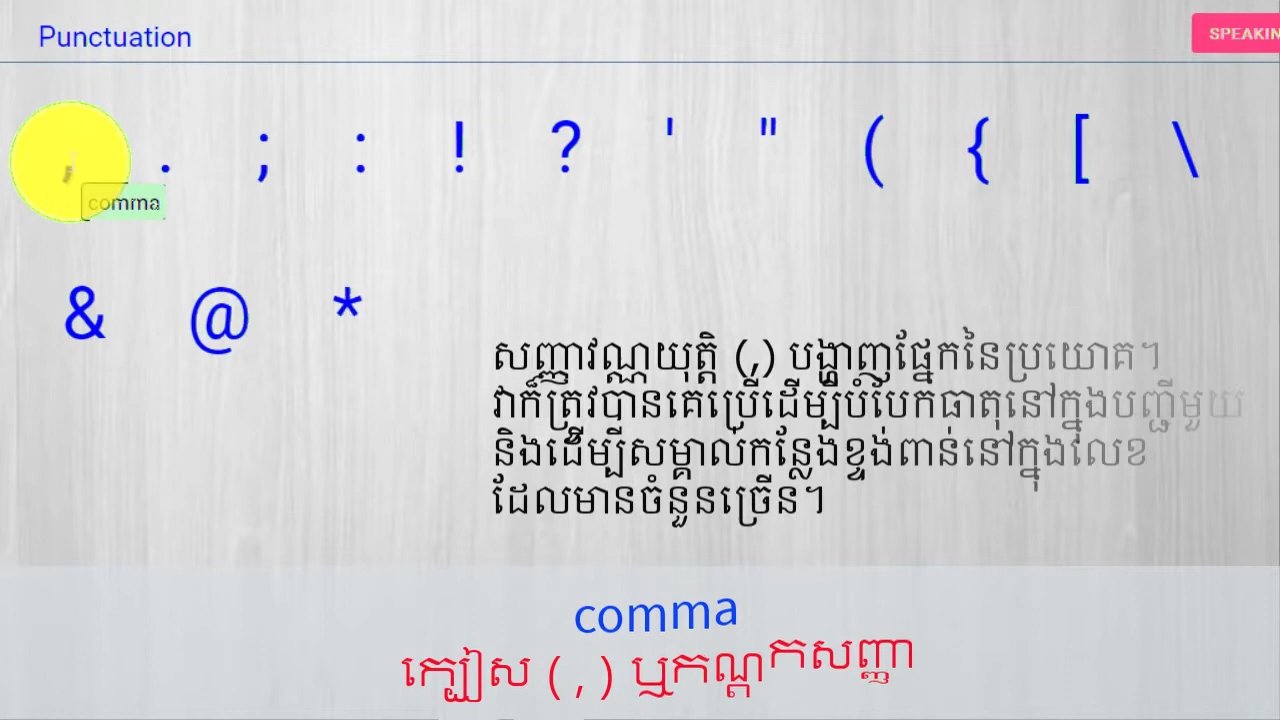 Punctuation
SPEAKIN
, . ; : ! ? ' " ( { [ \
comma
& @ *
សញ្ញាវណ្ណយុត្តិ (,) បង្ហាញផ្នែកនៃប្រយោគ។
វាក៏ត្រូវបានគេប្រើដើម្បីបំបែកធាតុនៅក្នុងបញ្ជីមួយ
និងដើម្បីសម្គាល់កន្លែងខ្ទង់ពាន់នៅក្នុងលេខ
ដែលមានចំនួនច្រើន។
comma
ក្បៀស ( , ) ឬកណ្តកសញ្ញា